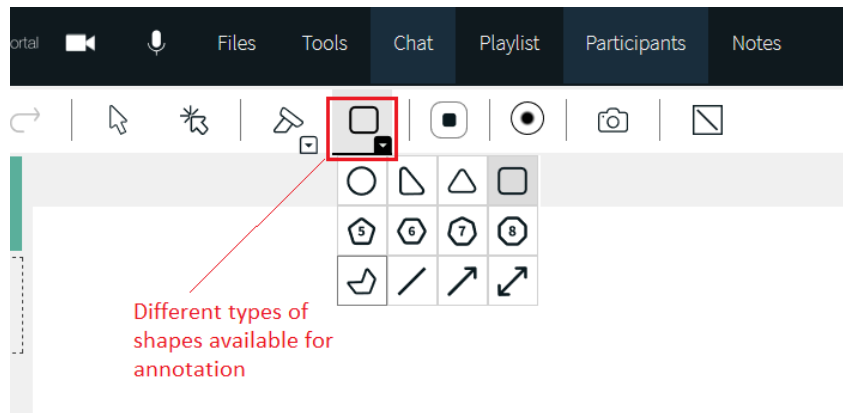 ortal Files Tools Chat Playlist Participants Notes
5 6 7 8
Different types of
shapes available for
annotation